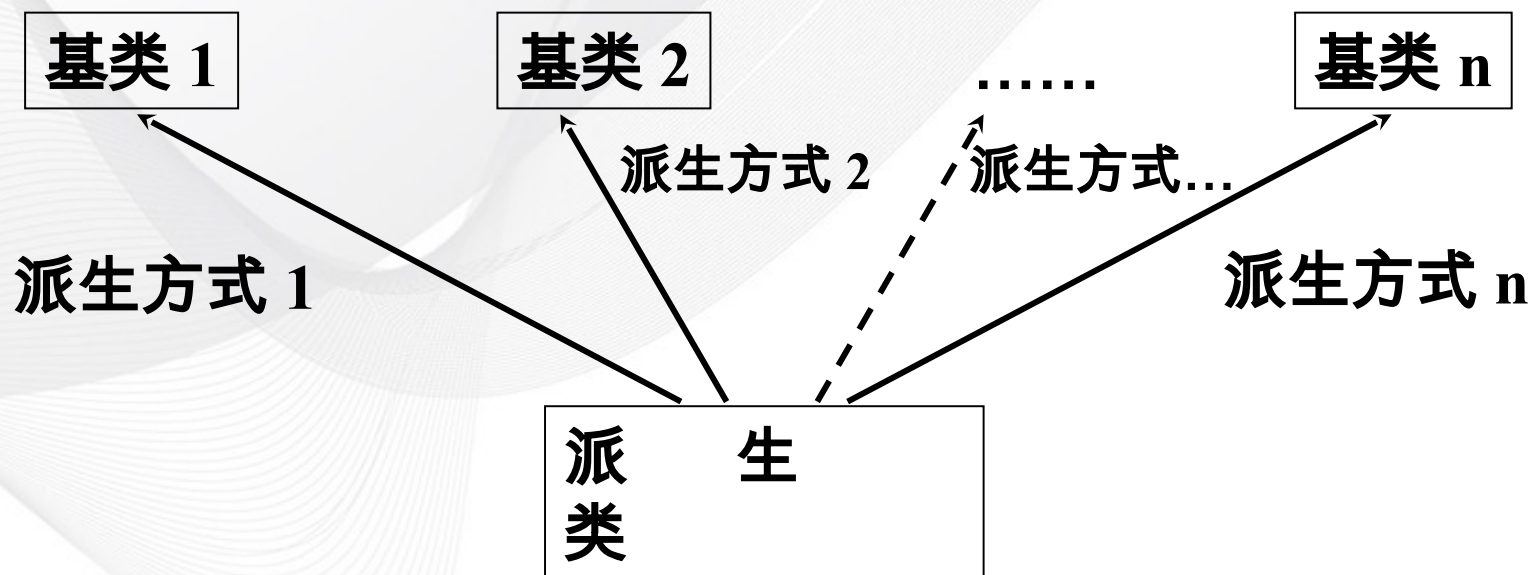 基类 1
基类 2
……
基类 n
派生方式 2
派生方式…
派生方式 1
派生方式 n
派 生
类